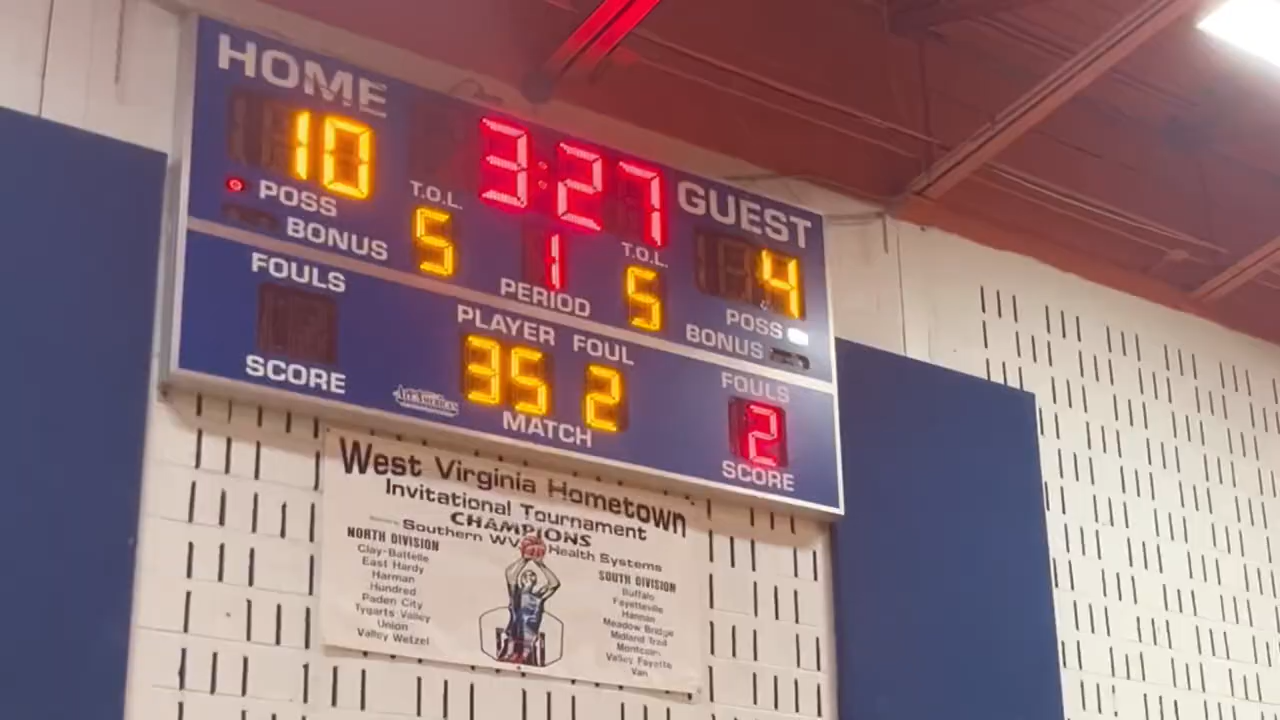 HOME
10
3:27
GUEST
4
POSS
BONUS
T.O.L.
5
1
PERIOD
T.O.L.
5
POSS
BONUS
FOULS
SCORE
PLAYER FOUL
35 2
MATCH
FOULS
2
SCORE
West Virginia Hometown
Invitational Tournament
CHAMPIONS
Southern WV Health Systems
NORTH DIVISION
Clay-Battelle
East Hardy
Harman
Hundred
Paden City
Tygarts Valley
Union
Valley Wetzel
SOUTH DIVISION
Buffalo
Fayetteville
Hannan
Meadow Bridge
Midland Trail
Montcalm
Valley Fayette
Van